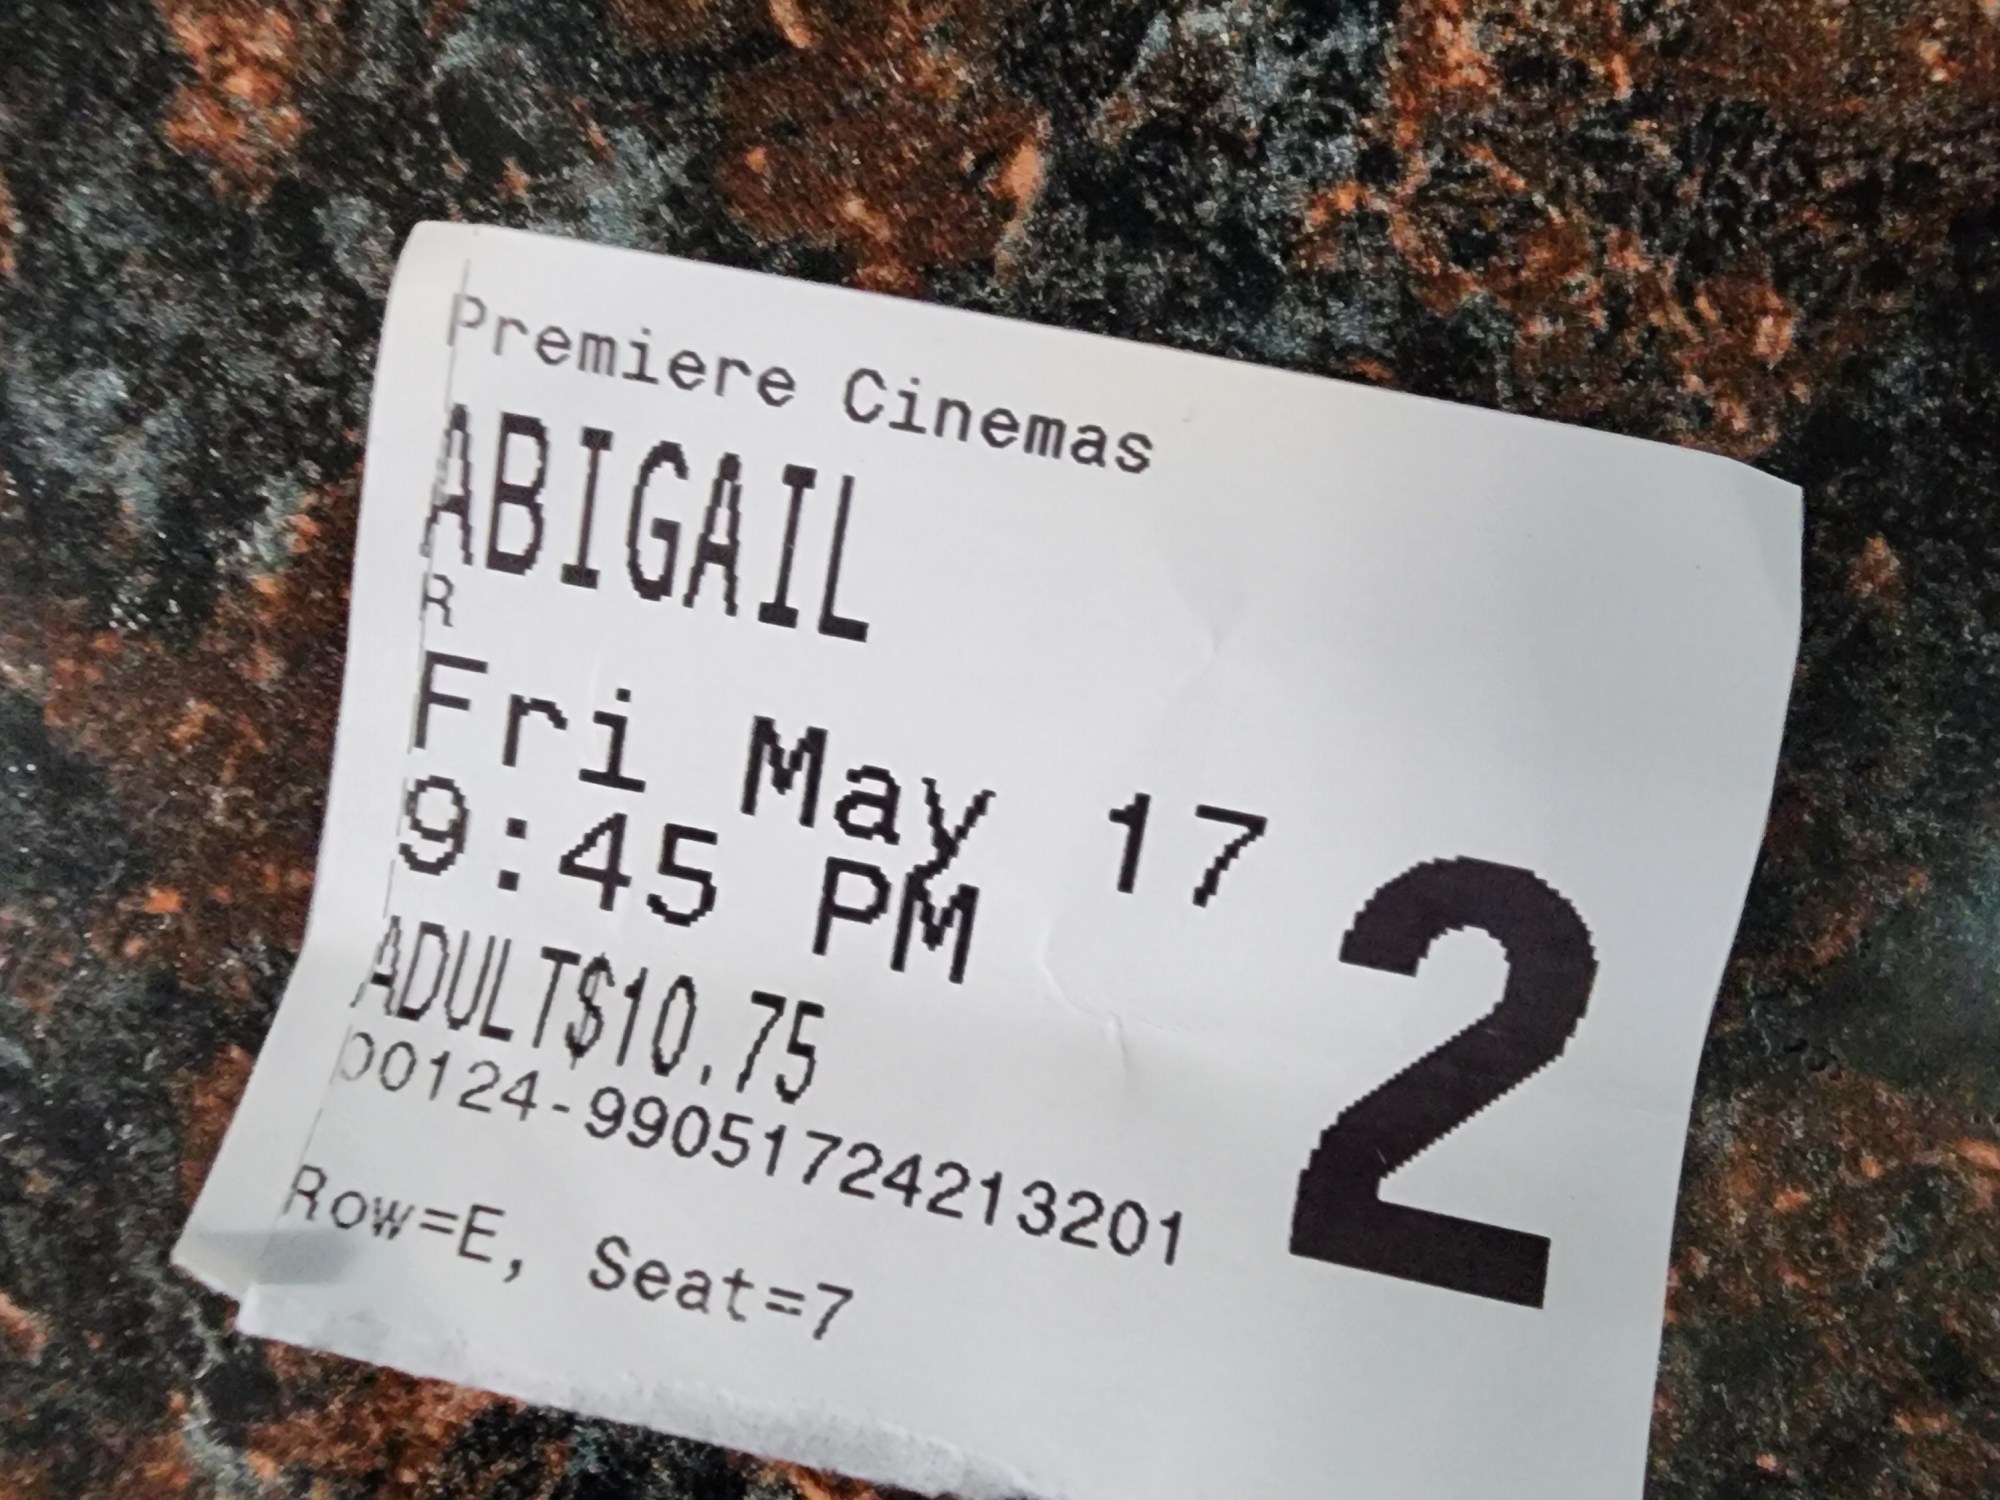 Premiere Cinemas
ABIGAIL
R
Fri May 17
9:45 PM
2
ADULT$10.75
00124-99051724213201
Row=E, Seat=7